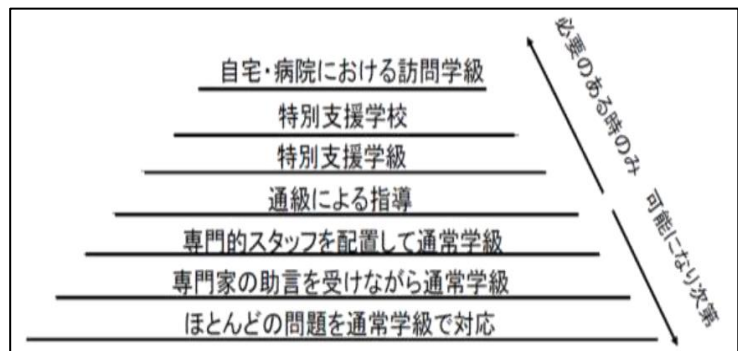 自宅・病院における訪問学級
特別支援学校
特別支援学級
通級による指導
専門的スタッフを配置して通常学級
専門家の助言を受けながら通常学級
ほとんどの問題を通常学級で対応
必要のある時のみ　可能になり次第